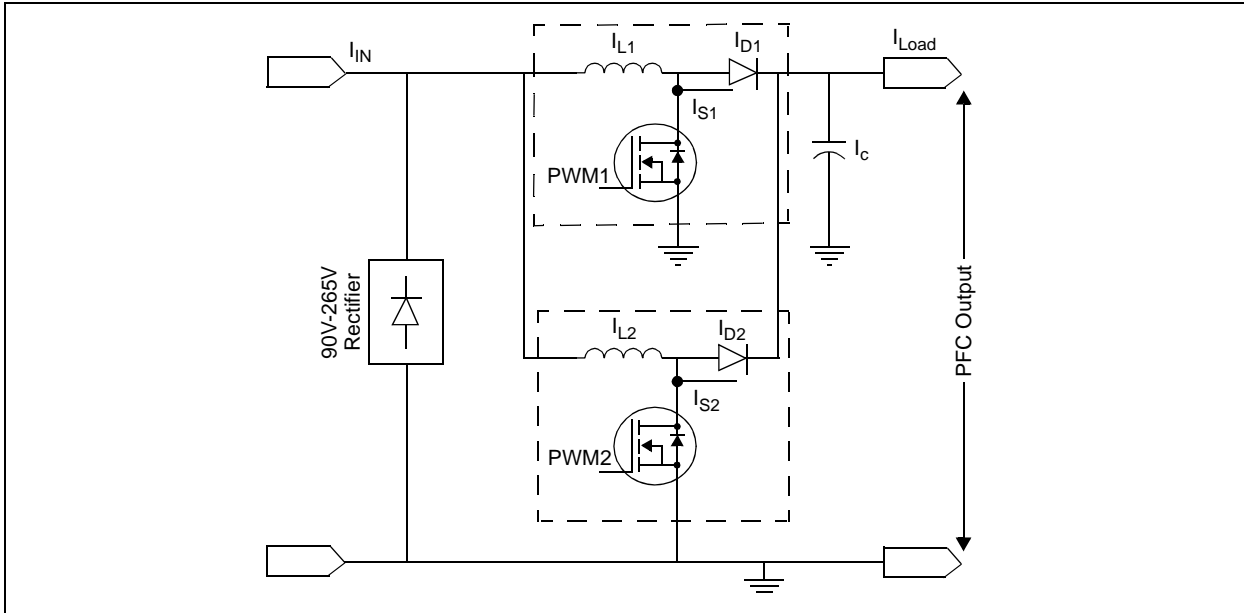 I_IN
I_L1
I_D1
I_Load
I_S1
I_c
PWM1
90V-265V
Rectifier
PFC Output
I_L2
I_D2
I_S2
PWM2